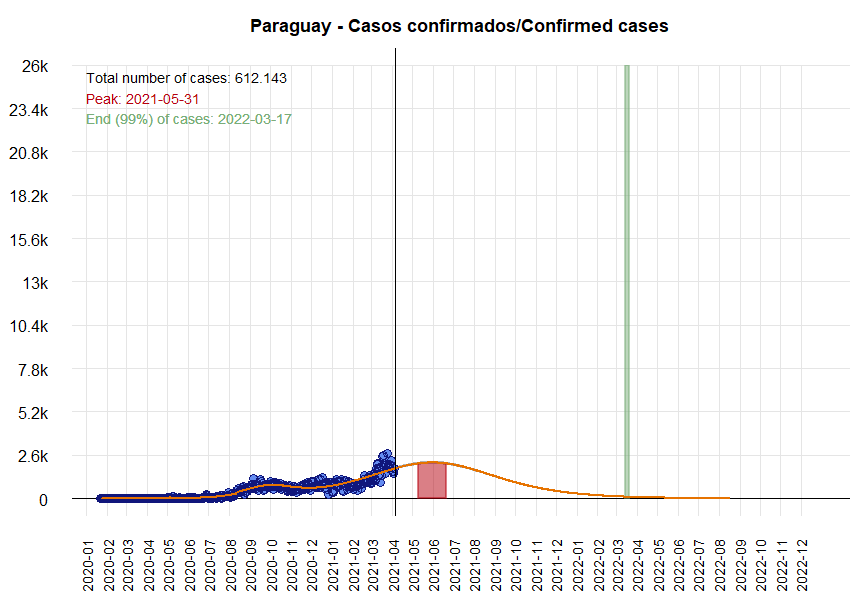 Paraguay - Casos confirmados/Confirmed cases
Total number of cases: 612.143
Peak: 2021-05-31
End (99%) of cases: 2022-03-17
26k
23.4k
20.8k
18.2k
15.6k
13k
10.4k
7.8k
5.2k
2.6k
0
2020-01
2020-02
2020-03
2020-04
2020-05
2020-06
2020-07
2020-08
2020-09
2020-10
2020-11
2020-12
2021-01
2021-02
2021-03
2021-04
2021-05
2021-06
2021-07
2021-08
2021-09
2021-10
2021-11
2021-12
2022-01
2022-02
2022-03
2022-04
2022-05
2022-06
2022-07
2022-08
2022-09
2022-10
2022-11
2022-12